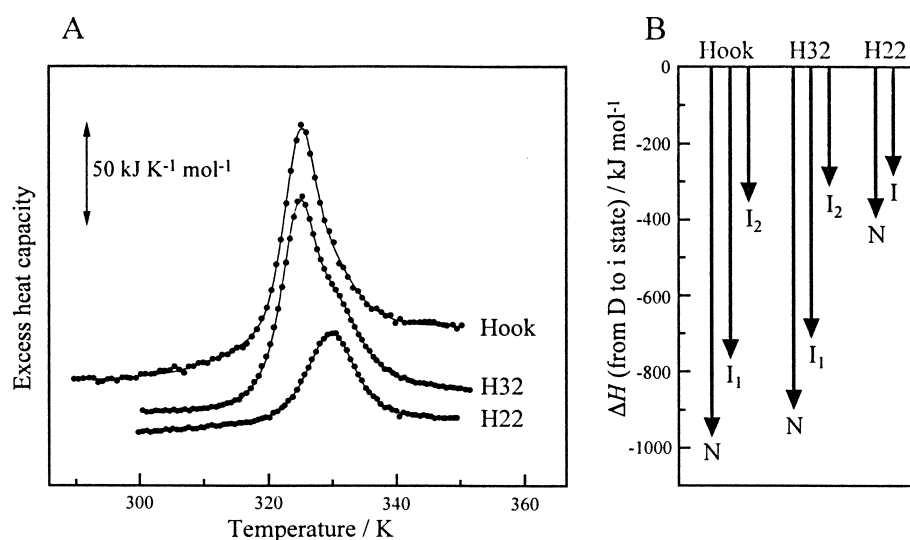 A
50 kJ K⁻¹ mol⁻¹
Excess heat capacity
Hook
H32
H22
300
320
340
360
Temperature / K
B
Hook H32 H22
0
-200
-400
-600
-800
-1000
ΔH (from D to i state) / kJ mol⁻¹
N
I₁
I₂
N
I₁
I₂
N
I